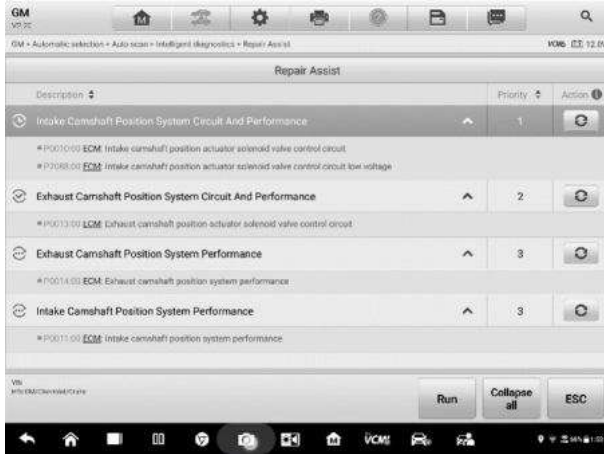 GM
GM > Automatic selection > Auto scan > Intelligent diagnostics > Repair Assist
VCMI 12.0V
Repair Assist
Description Priority Action
Intake Camshaft Position System Circuit And Performance 1
#P0010:00 ECM: Intake camshaft position actuator solenoid valve control circuit
#P2088:00 ECM: Intake camshaft position actuator solenoid valve control circuit low voltage
Exhaust Camshaft Position System Circuit And Performance 2
#P0013:00 ECM: Exhaust camshaft position actuator solenoid valve control circuit
Exhaust Camshaft Position System Performance 3
#P0014:00 ECM: Exhaust camshaft position system performance
Intake Camshaft Position System Performance 3
#P0011:00 ECM: Intake camshaft position system performance
VIN
Run
Collapse all
ESC
VCMI